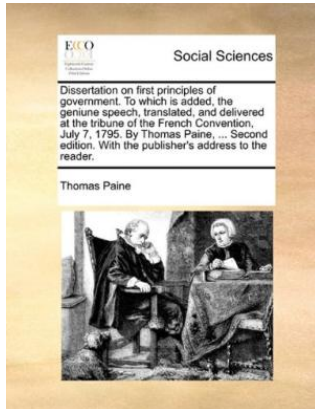 ECCO
Social Sciences
Dissertation on first principles of
government. To which is added, the
geniune speech, translated, and delivered
at the tribune of the French Convention,
July 7, 1795. By Thomas Paine, ... Second
edition. With the publisher's address to the
reader.
Thomas Paine